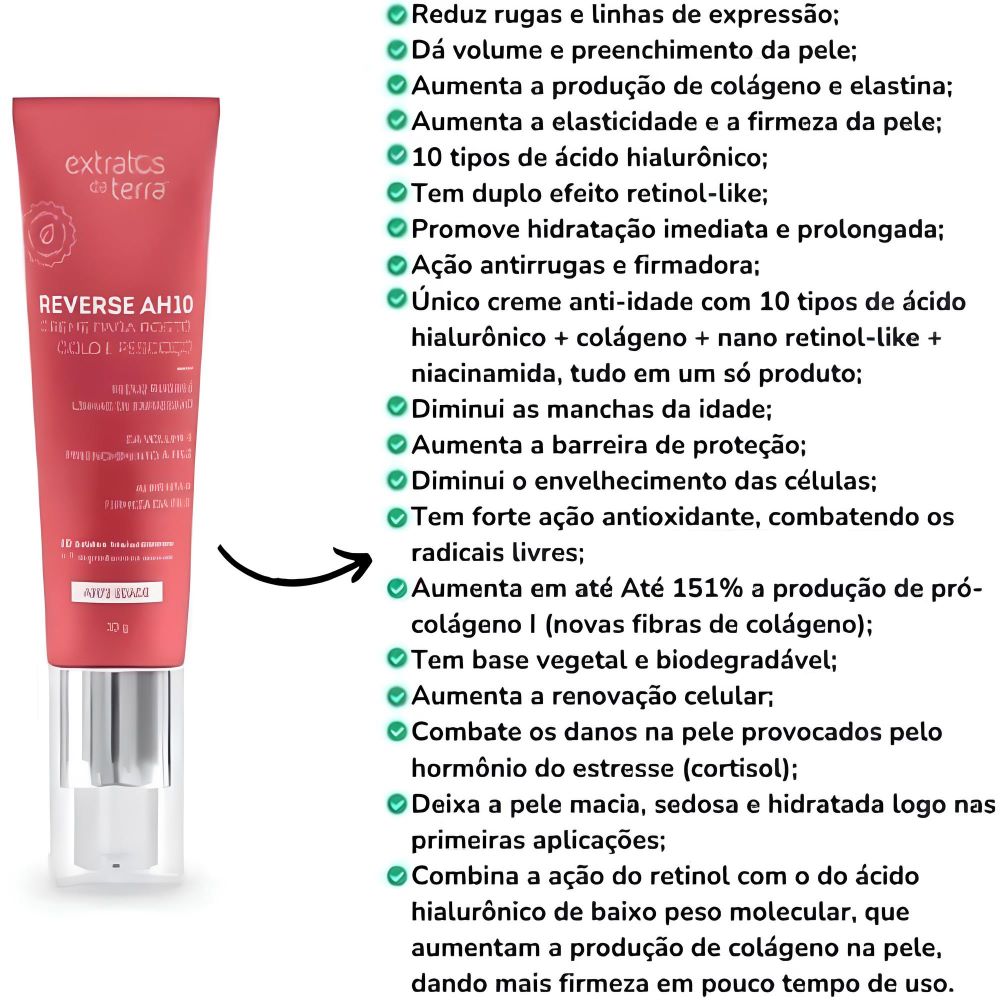 extratos
da terra
REVERSE AH10
Reduz rugas e linhas de expressão;
Dá volume e preenchimento da pele;
Aumenta a produção de colágeno e elastina;
Aumenta a elasticidade e a firmeza da pele;
10 tipos de ácido hialurônico;
Tem duplo efeito retinol-like;
Promove hidratação imediata e prolongada;
Ação antirrugas e firmadora;
Único creme anti-idade com 10 tipos de ácido
hialurônico + colágeno + nano retinol-like +
niacinamida, tudo em um só produto;
Diminui as manchas da idade;
Aumenta a barreira de proteção;
Diminui o envelhecimento das células;
Tem forte ação antioxidante, combatendo os
radicais livres;
Aumenta em até Até 151% a produção de pró-
colágeno I (novas fibras de colágeno);
Tem base vegetal e biodegradável;
Aumenta a renovação celular;
Combate os danos na pele provocados pelo
hormônio do estresse (cortisol);
Deixa a pele macia, sedosa e hidratada logo nas
primeiras aplicações;
Combina a ação do retinol com o do ácido
hialurônico de baixo peso molecular, que
aumentam a produção de colágeno na pele,
dando mais firmeza em pouco tempo de uso.